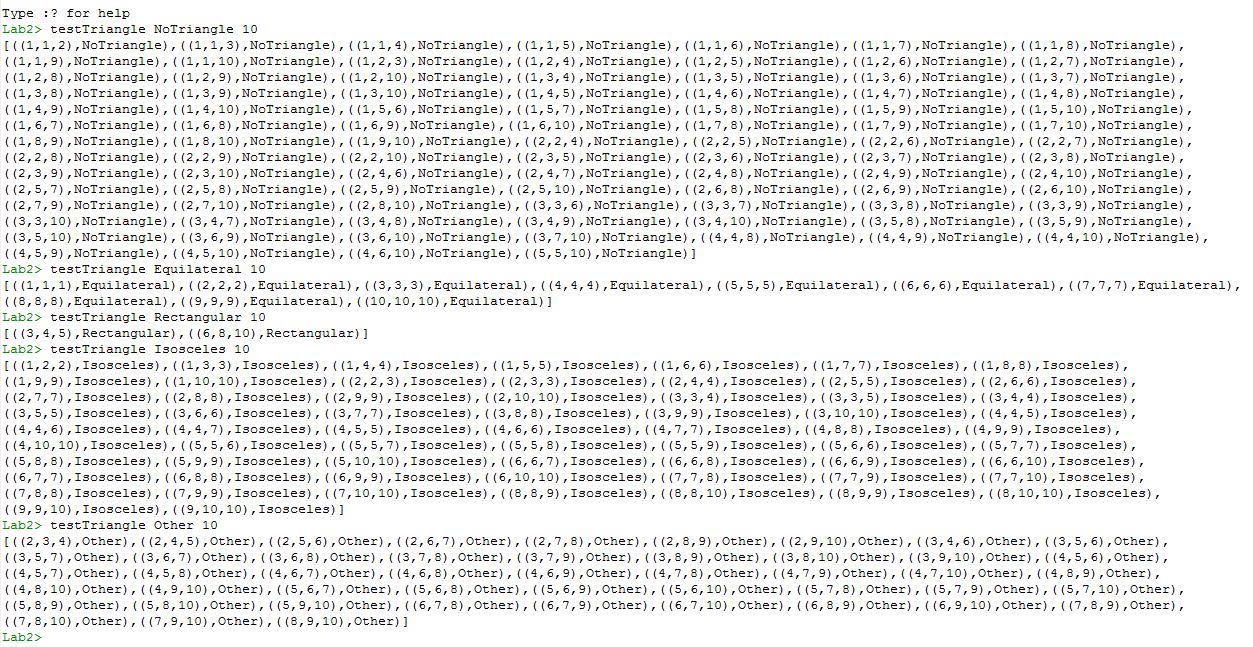 Type :? for help
Lab2> testTriangle NoTriangle 10
[((1,1,2),NoTriangle),((1,1,3),NoTriangle),((1,1,4),NoTriangle),((1,1,5),NoTriangle),((1,1,6),NoTriangle),((1,1,7),NoTriangle),((1,1,8),NoTriangle),
((1,1,9),NoTriangle),((1,1,10),NoTriangle),((1,2,3),NoTriangle),((1,2,4),NoTriangle),((1,2,5),NoTriangle),((1,2,6),NoTriangle),((1,2,7),NoTriangle),
((1,2,8),NoTriangle),((1,2,9),NoTriangle),((1,2,10),NoTriangle),((1,3,4),NoTriangle),((1,3,5),NoTriangle),((1,3,6),NoTriangle),((1,3,7),NoTriangle),
((1,3,8),NoTriangle),((1,3,9),NoTriangle),((1,3,10),NoTriangle),((1,4,5),NoTriangle),((1,4,6),NoTriangle),((1,4,7),NoTriangle),((1,4,8),NoTriangle),
((1,4,9),NoTriangle),((1,4,10),NoTriangle),((1,5,6),NoTriangle),((1,5,7),NoTriangle),((1,5,8),NoTriangle),((1,5,9),NoTriangle),((1,5,10),NoTriangle),
((1,6,7),NoTriangle),((1,6,8),NoTriangle),((1,6,9),NoTriangle),((1,6,10),NoTriangle),((1,7,8),NoTriangle),((1,7,9),NoTriangle),((1,7,10),NoTriangle),
((1,8,9),NoTriangle),((1,8,10),NoTriangle),((1,9,10),NoTriangle),((2,2,4),NoTriangle),((2,2,5),NoTriangle),((2,2,6),NoTriangle),((2,2,7),NoTriangle),
((2,2,8),NoTriangle),((2,2,9),NoTriangle),((2,2,10),NoTriangle),((2,3,5),NoTriangle),((2,3,6),NoTriangle),((2,3,7),NoTriangle),((2,3,8),NoTriangle),
((2,3,9),NoTriangle),((2,3,10),NoTriangle),((2,4,6),NoTriangle),((2,4,7),NoTriangle),((2,4,8),NoTriangle),((2,4,9),NoTriangle),((2,4,10),NoTriangle),
((2,5,7),NoTriangle),((2,5,8),NoTriangle),((2,5,9),NoTriangle),((2,5,10),NoTriangle),((2,6,8),NoTriangle),((2,6,9),NoTriangle),((2,6,10),NoTriangle),
((2,7,9),NoTriangle),((2,7,10),NoTriangle),((2,8,10),NoTriangle),((3,3,6),NoTriangle),((3,3,7),NoTriangle),((3,3,8),NoTriangle),((3,3,9),NoTriangle),
((3,3,10),NoTriangle),((3,4,7),NoTriangle),((3,4,8),NoTriangle),((3,4,9),NoTriangle),((3,4,10),NoTriangle),((3,5,8),NoTriangle),((3,5,9),NoTriangle),
((3,5,10),NoTriangle),((3,6,9),NoTriangle),((3,6,10),NoTriangle),((3,7,10),NoTriangle),((4,4,8),NoTriangle),((4,4,9),NoTriangle),((4,4,10),NoTriangle),
((4,5,9),NoTriangle),((4,5,10),NoTriangle),((4,6,10),NoTriangle),((5,5,10),NoTriangle)]
Lab2> testTriangle Equilateral 10
[((1,1,1),Equilateral),((2,2,2),Equilateral),((3,3,3),Equilateral),((4,4,4),Equilateral),((5,5,5),Equilateral),((6,6,6),Equilateral),((7,7,7),Equilateral),
((8,8,8),Equilateral),((9,9,9),Equilateral),((10,10,10),Equilateral)]
Lab2> testTriangle Rectangular 10
[((3,4,5),Rectangular),((6,8,10),Rectangular)]
Lab2> testTriangle Isosceles 10
[((1,2,2),Isosceles),((1,3,3),Isosceles),((1,4,4),Isosceles),((1,5,5),Isosceles),((1,6,6),Isosceles),((1,7,7),Isosceles),((1,8,8),Isosceles),
((1,9,9),Isosceles),((1,10,10),Isosceles),((2,2,3),Isosceles),((2,3,3),Isosceles),((2,4,4),Isosceles),((2,5,5),Isosceles),((2,6,6),Isosceles),
((2,7,7),Isosceles),((2,8,8),Isosceles),((2,9,9),Isosceles),((2,10,10),Isosceles),((3,3,4),Isosceles),((3,3,5),Isosceles),((3,4,4),Isosceles),
((3,5,5),Isosceles),((3,6,6),Isosceles),((3,7,7),Isosceles),((3,8,8),Isosceles),((3,9,9),Isosceles),((3,10,10),Isosceles),((4,4,5),Isosceles),
((4,4,6),Isosceles),((4,4,7),Isosceles),((4,5,5),Isosceles),((4,6,6),Isosceles),((4,7,7),Isosceles),((4,8,8),Isosceles),((4,9,9),Isosceles),
((4,10,10),Isosceles),((5,5,6),Isosceles),((5,5,7),Isosceles),((5,5,8),Isosceles),((5,5,9),Isosceles),((5,6,6),Isosceles),((5,7,7),Isosceles),
((5,8,8),Isosceles),((5,9,9),Isosceles),((5,10,10),Isosceles),((6,6,7),Isosceles),((6,6,8),Isosceles),((6,6,9),Isosceles),((6,6,10),Isosceles),
((6,7,7),Isosceles),((6,8,8),Isosceles),((6,9,9),Isosceles),((6,10,10),Isosceles),((7,7,8),Isosceles),((7,7,9),Isosceles),((7,7,10),Isosceles),
((7,8,8),Isosceles),((7,9,9),Isosceles),((7,10,10),Isosceles),((8,8,9),Isosceles),((8,8,10),Isosceles),((8,9,9),Isosceles),((8,10,10),Isosceles),
((9,9,10),Isosceles),((9,10,10),Isosceles)]
Lab2> testTriangle Other 10
[((2,3,4),Other),((2,4,5),Other),((2,5,6),Other),((2,6,7),Other),((2,7,8),Other),((2,8,9),Other),((2,9,10),Other),((3,4,6),Other),((3,5,6),Other),
((3,5,7),Other),((3,6,7),Other),((3,6,8),Other),((3,7,8),Other),((3,7,9),Other),((3,8,9),Other),((3,8,10),Other),((3,9,10),Other),((4,5,6),Other),
((4,5,7),Other),((4,5,8),Other),((4,6,7),Other),((4,6,8),Other),((4,6,9),Other),((4,7,8),Other),((4,7,9),Other),((4,7,10),Other),((4,8,9),Other),
((4,8,10),Other),((4,9,10),Other),((5,6,7),Other),((5,6,8),Other),((5,6,9),Other),((5,6,10),Other),((5,7,8),Other),((5,7,9),Other),((5,7,10),Other),
((5,8,9),Other),((5,8,10),Other),((5,9,10),Other),((6,7,8),Other),((6,7,9),Other),((6,7,10),Other),((6,8,9),Other),((6,9,10),Other),((7,8,9),Other),
((7,8,10),Other),((7,9,10),Other),((8,9,10),Other)]
Lab2>